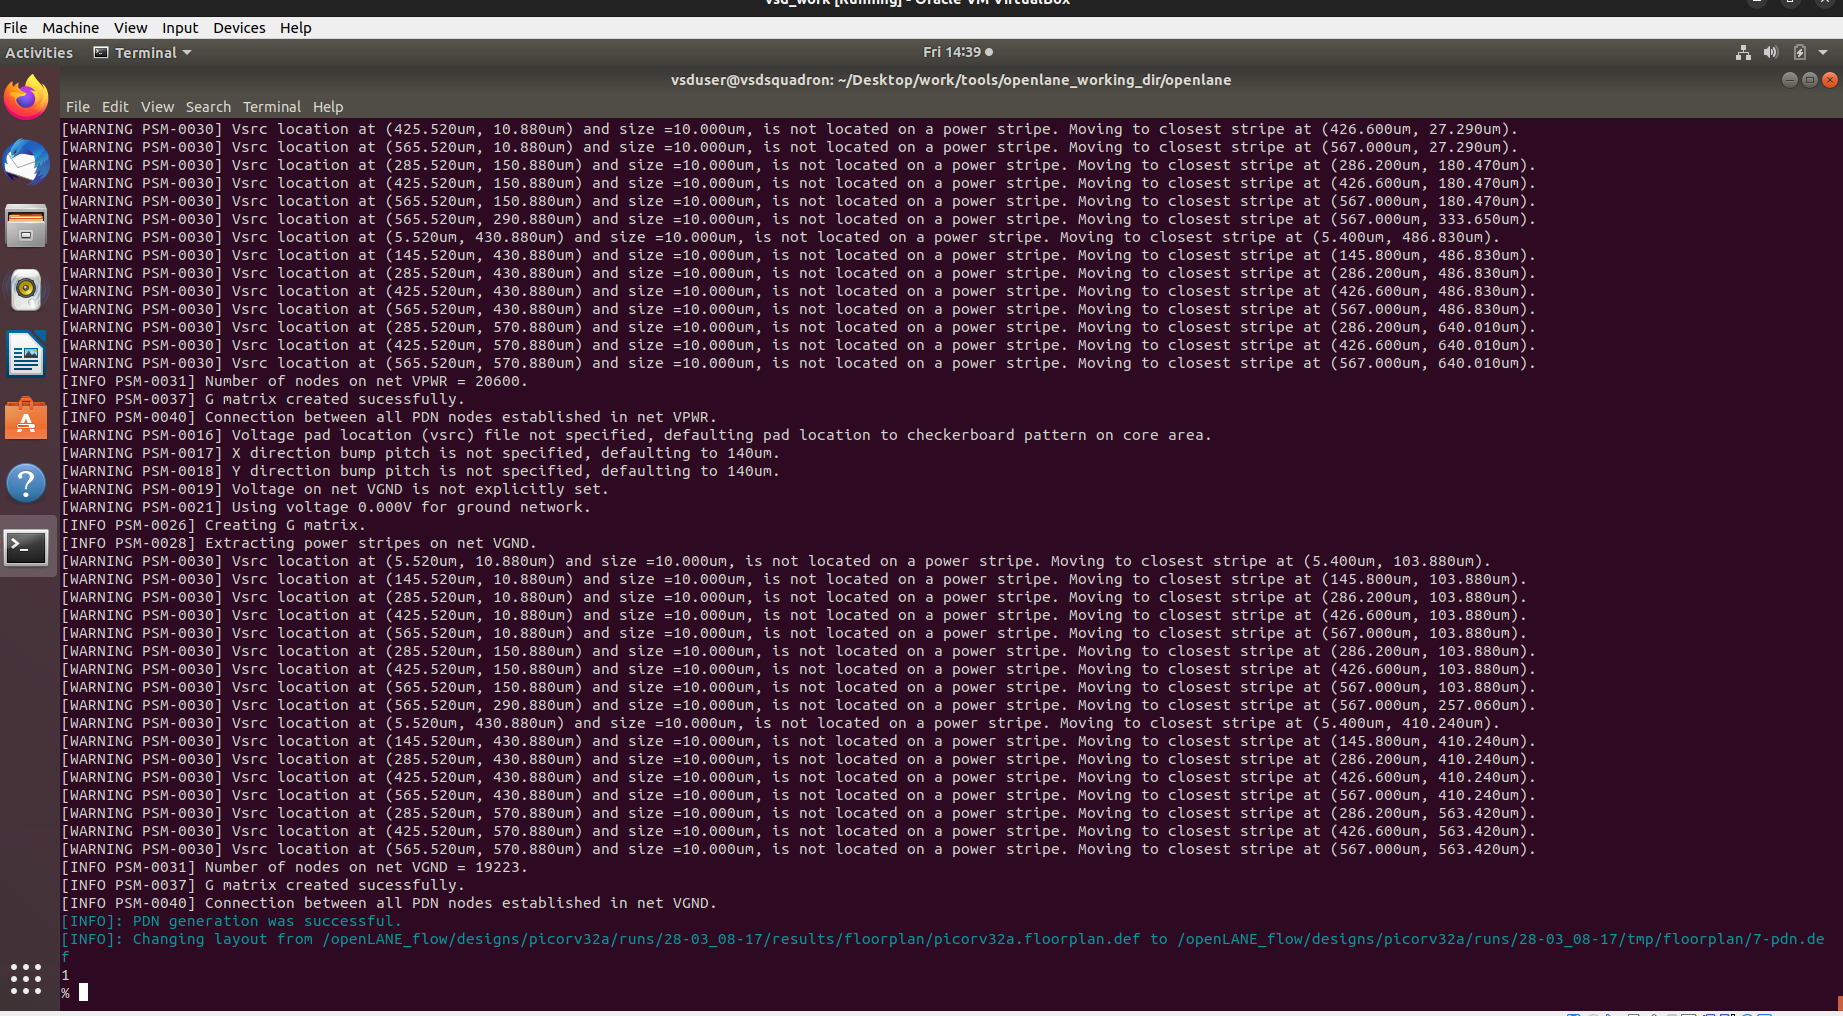 vsd_work [Running] - Oracle VM VirtualBox
File Machine View Input Devices Help
Activities Terminal Fri 14:39
vsduser@vsdsquadron: ~/Desktop/work/tools/openlane_working_dir/openlane
File Edit View Search Terminal Help
[WARNING PSM-0030] Vsrc location at (425.520um, 10.880um) and size =10.000um, is not located on a power stripe. Moving to closest stripe at (426.600um, 27.290um).
[WARNING PSM-0030] Vsrc location at (565.520um, 10.880um) and size =10.000um, is not located on a power stripe. Moving to closest stripe at (567.000um, 27.290um).
[WARNING PSM-0030] Vsrc location at (285.520um, 150.880um) and size =10.000um, is not located on a power stripe. Moving to closest stripe at (286.200um, 180.470um).
[WARNING PSM-0030] Vsrc location at (425.520um, 150.880um) and size =10.000um, is not located on a power stripe. Moving to closest stripe at (426.600um, 180.470um).
[WARNING PSM-0030] Vsrc location at (565.520um, 150.880um) and size =10.000um, is not located on a power stripe. Moving to closest stripe at (567.000um, 180.470um).
[WARNING PSM-0030] Vsrc location at (565.520um, 290.880um) and size =10.000um, is not located on a power stripe. Moving to closest stripe at (567.000um, 333.650um).
[WARNING PSM-0030] Vsrc location at (5.520um, 430.880um) and size =10.000um, is not located on a power stripe. Moving to closest stripe at (5.400um, 486.830um).
[WARNING PSM-0030] Vsrc location at (145.520um, 430.880um) and size =10.000um, is not located on a power stripe. Moving to closest stripe at (145.800um, 486.830um).
[WARNING PSM-0030] Vsrc location at (285.520um, 430.880um) and size =10.000um, is not located on a power stripe. Moving to closest stripe at (286.200um, 486.830um).
[WARNING PSM-0030] Vsrc location at (425.520um, 430.880um) and size =10.000um, is not located on a power stripe. Moving to closest stripe at (426.600um, 486.830um).
[WARNING PSM-0030] Vsrc location at (565.520um, 430.880um) and size =10.000um, is not located on a power stripe. Moving to closest stripe at (567.000um, 486.830um).
[WARNING PSM-0030] Vsrc location at (285.520um, 570.880um) and size =10.000um, is not located on a power stripe. Moving to closest stripe at (286.200um, 640.010um).
[WARNING PSM-0030] Vsrc location at (425.520um, 570.880um) and size =10.000um, is not located on a power stripe. Moving to closest stripe at (426.600um, 640.010um).
[WARNING PSM-0030] Vsrc location at (565.520um, 570.880um) and size =10.000um, is not located on a power stripe. Moving to closest stripe at (567.000um, 640.010um).
[INFO PSM-0031] Number of nodes on net VPWR = 20600.
[INFO PSM-0037] G matrix created sucessfully.
[INFO PSM-0040] Connection between all PDN nodes established in net VPWR.
[WARNING PSM-0016] Voltage pad location (vsrc) file not specified, defaulting pad location to checkerboard pattern on core area.
[WARNING PSM-0017] X direction bump pitch is not specified, defaulting to 140um.
[WARNING PSM-0018] Y direction bump pitch is not specified, defaulting to 140um.
[WARNING PSM-0019] Voltage on net VGND is not explicitly set.
[WARNING PSM-0021] Using voltage 0.000V for ground network.
[INFO PSM-0026] Creating G matrix.
[INFO PSM-0028] Extracting power stripes on net VGND.
[WARNING PSM-0030] Vsrc location at (5.520um, 10.880um) and size =10.000um, is not located on a power stripe. Moving to closest stripe at (5.400um, 103.880um).
[WARNING PSM-0030] Vsrc location at (145.520um, 10.880um) and size =10.000um, is not located on a power stripe. Moving to closest stripe at (145.800um, 103.880um).
[WARNING PSM-0030] Vsrc location at (285.520um, 10.880um) and size =10.000um, is not located on a power stripe. Moving to closest stripe at (286.200um, 103.880um).
[WARNING PSM-0030] Vsrc location at (425.520um, 10.880um) and size =10.000um, is not located on a power stripe. Moving to closest stripe at (426.600um, 103.880um).
[WARNING PSM-0030] Vsrc location at (565.520um, 10.880um) and size =10.000um, is not located on a power stripe. Moving to closest stripe at (567.000um, 103.880um).
[WARNING PSM-0030] Vsrc location at (285.520um, 150.880um) and size =10.000um, is not located on a power stripe. Moving to closest stripe at (286.200um, 103.880um).
[WARNING PSM-0030] Vsrc location at (425.520um, 150.880um) and size =10.000um, is not located on a power stripe. Moving to closest stripe at (426.600um, 103.880um).
[WARNING PSM-0030] Vsrc location at (565.520um, 150.880um) and size =10.000um, is not located on a power stripe. Moving to closest stripe at (567.000um, 103.880um).
[WARNING PSM-0030] Vsrc location at (565.520um, 290.880um) and size =10.000um, is not located on a power stripe. Moving to closest stripe at (567.000um, 257.060um).
[WARNING PSM-0030] Vsrc location at (5.520um, 430.880um) and size =10.000um, is not located on a power stripe. Moving to closest stripe at (5.400um, 410.240um).
[WARNING PSM-0030] Vsrc location at (145.520um, 430.880um) and size =10.000um, is not located on a power stripe. Moving to closest stripe at (145.800um, 410.240um).
[WARNING PSM-0030] Vsrc location at (285.520um, 430.880um) and size =10.000um, is not located on a power stripe. Moving to closest stripe at (286.200um, 410.240um).
[WARNING PSM-0030] Vsrc location at (425.520um, 430.880um) and size =10.000um, is not located on a power stripe. Moving to closest stripe at (426.600um, 410.240um).
[WARNING PSM-0030] Vsrc location at (565.520um, 430.880um) and size =10.000um, is not located on a power stripe. Moving to closest stripe at (567.000um, 410.240um).
[WARNING PSM-0030] Vsrc location at (285.520um, 570.880um) and size =10.000um, is not located on a power stripe. Moving to closest stripe at (286.200um, 563.420um).
[WARNING PSM-0030] Vsrc location at (425.520um, 570.880um) and size =10.000um, is not located on a power stripe. Moving to closest stripe at (426.600um, 563.420um).
[WARNING PSM-0030] Vsrc location at (565.520um, 570.880um) and size =10.000um, is not located on a power stripe. Moving to closest stripe at (567.000um, 563.420um).
[INFO PSM-0031] Number of nodes on net VGND = 19223.
[INFO PSM-0037] G matrix created sucessfully.
[INFO PSM-0040] Connection between all PDN nodes established in net VGND.
[INFO]: PDN generation was successful.
[INFO]: Changing layout from /openLANE_flow/designs/picorv32a/runs/28-03_08-17/results/floorplan/picorv32a.floorplan.def to /openLANE_flow/designs/picorv32a/runs/28-03_08-17/tmp/floorplan/7-pdn.de
f
1
%